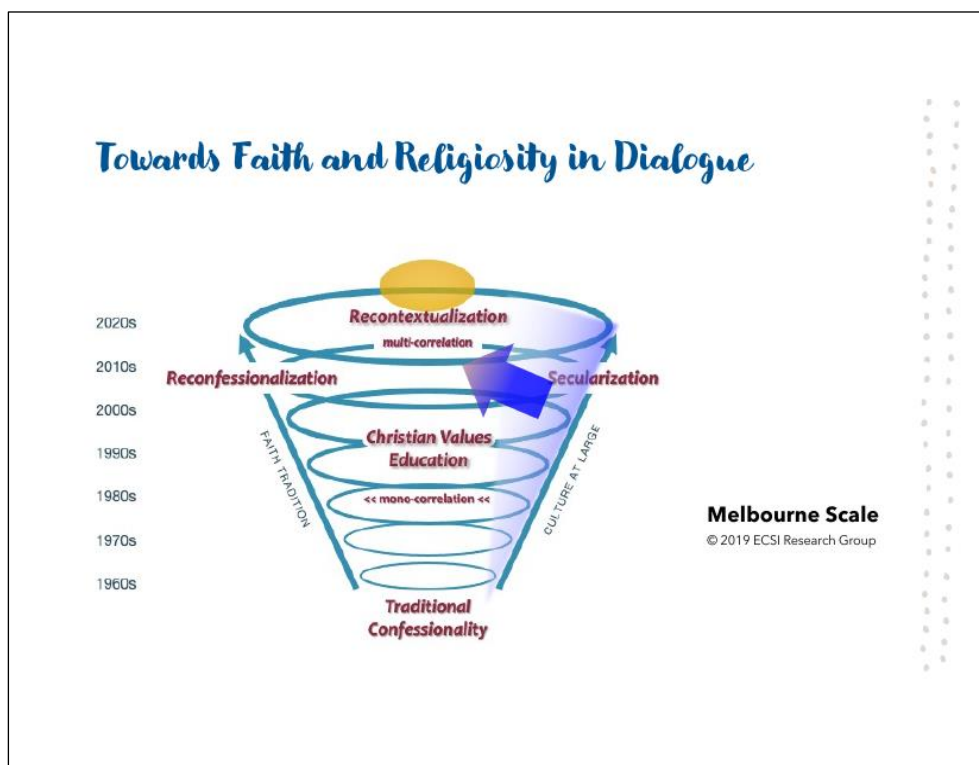 Towards Faith and Religiosity in Dialogue
2020s
2010s
2000s
1990s
1980s
1970s
1960s
Recontextualization
multi-correlation
Reconfessionalization
Secularization
Christian Values
Education
<< mono-correlation <<
FAITH TRADITION
CULTURE AT LARGE
Traditional
Confessionality
Melbourne Scale
© 2019 ECSI Research Group